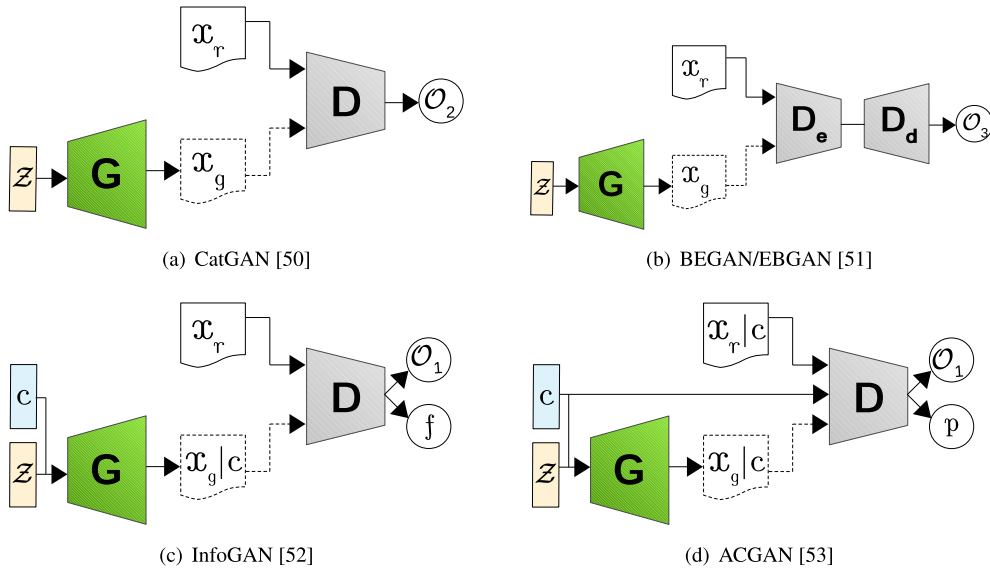 x_r
D
O_2
z
G
x_g
(a) CatGAN [50]
x_r
D_e
D_d
O_3
z
G
x_g
(b) BEGAN/EBGAN [51]
x_r
c
D
O_1
f
z
G
x_g|c
(c) InfoGAN [52]
x_r|c
c
D
O_1
p
z
G
x_g|c
(d) ACGAN [53]